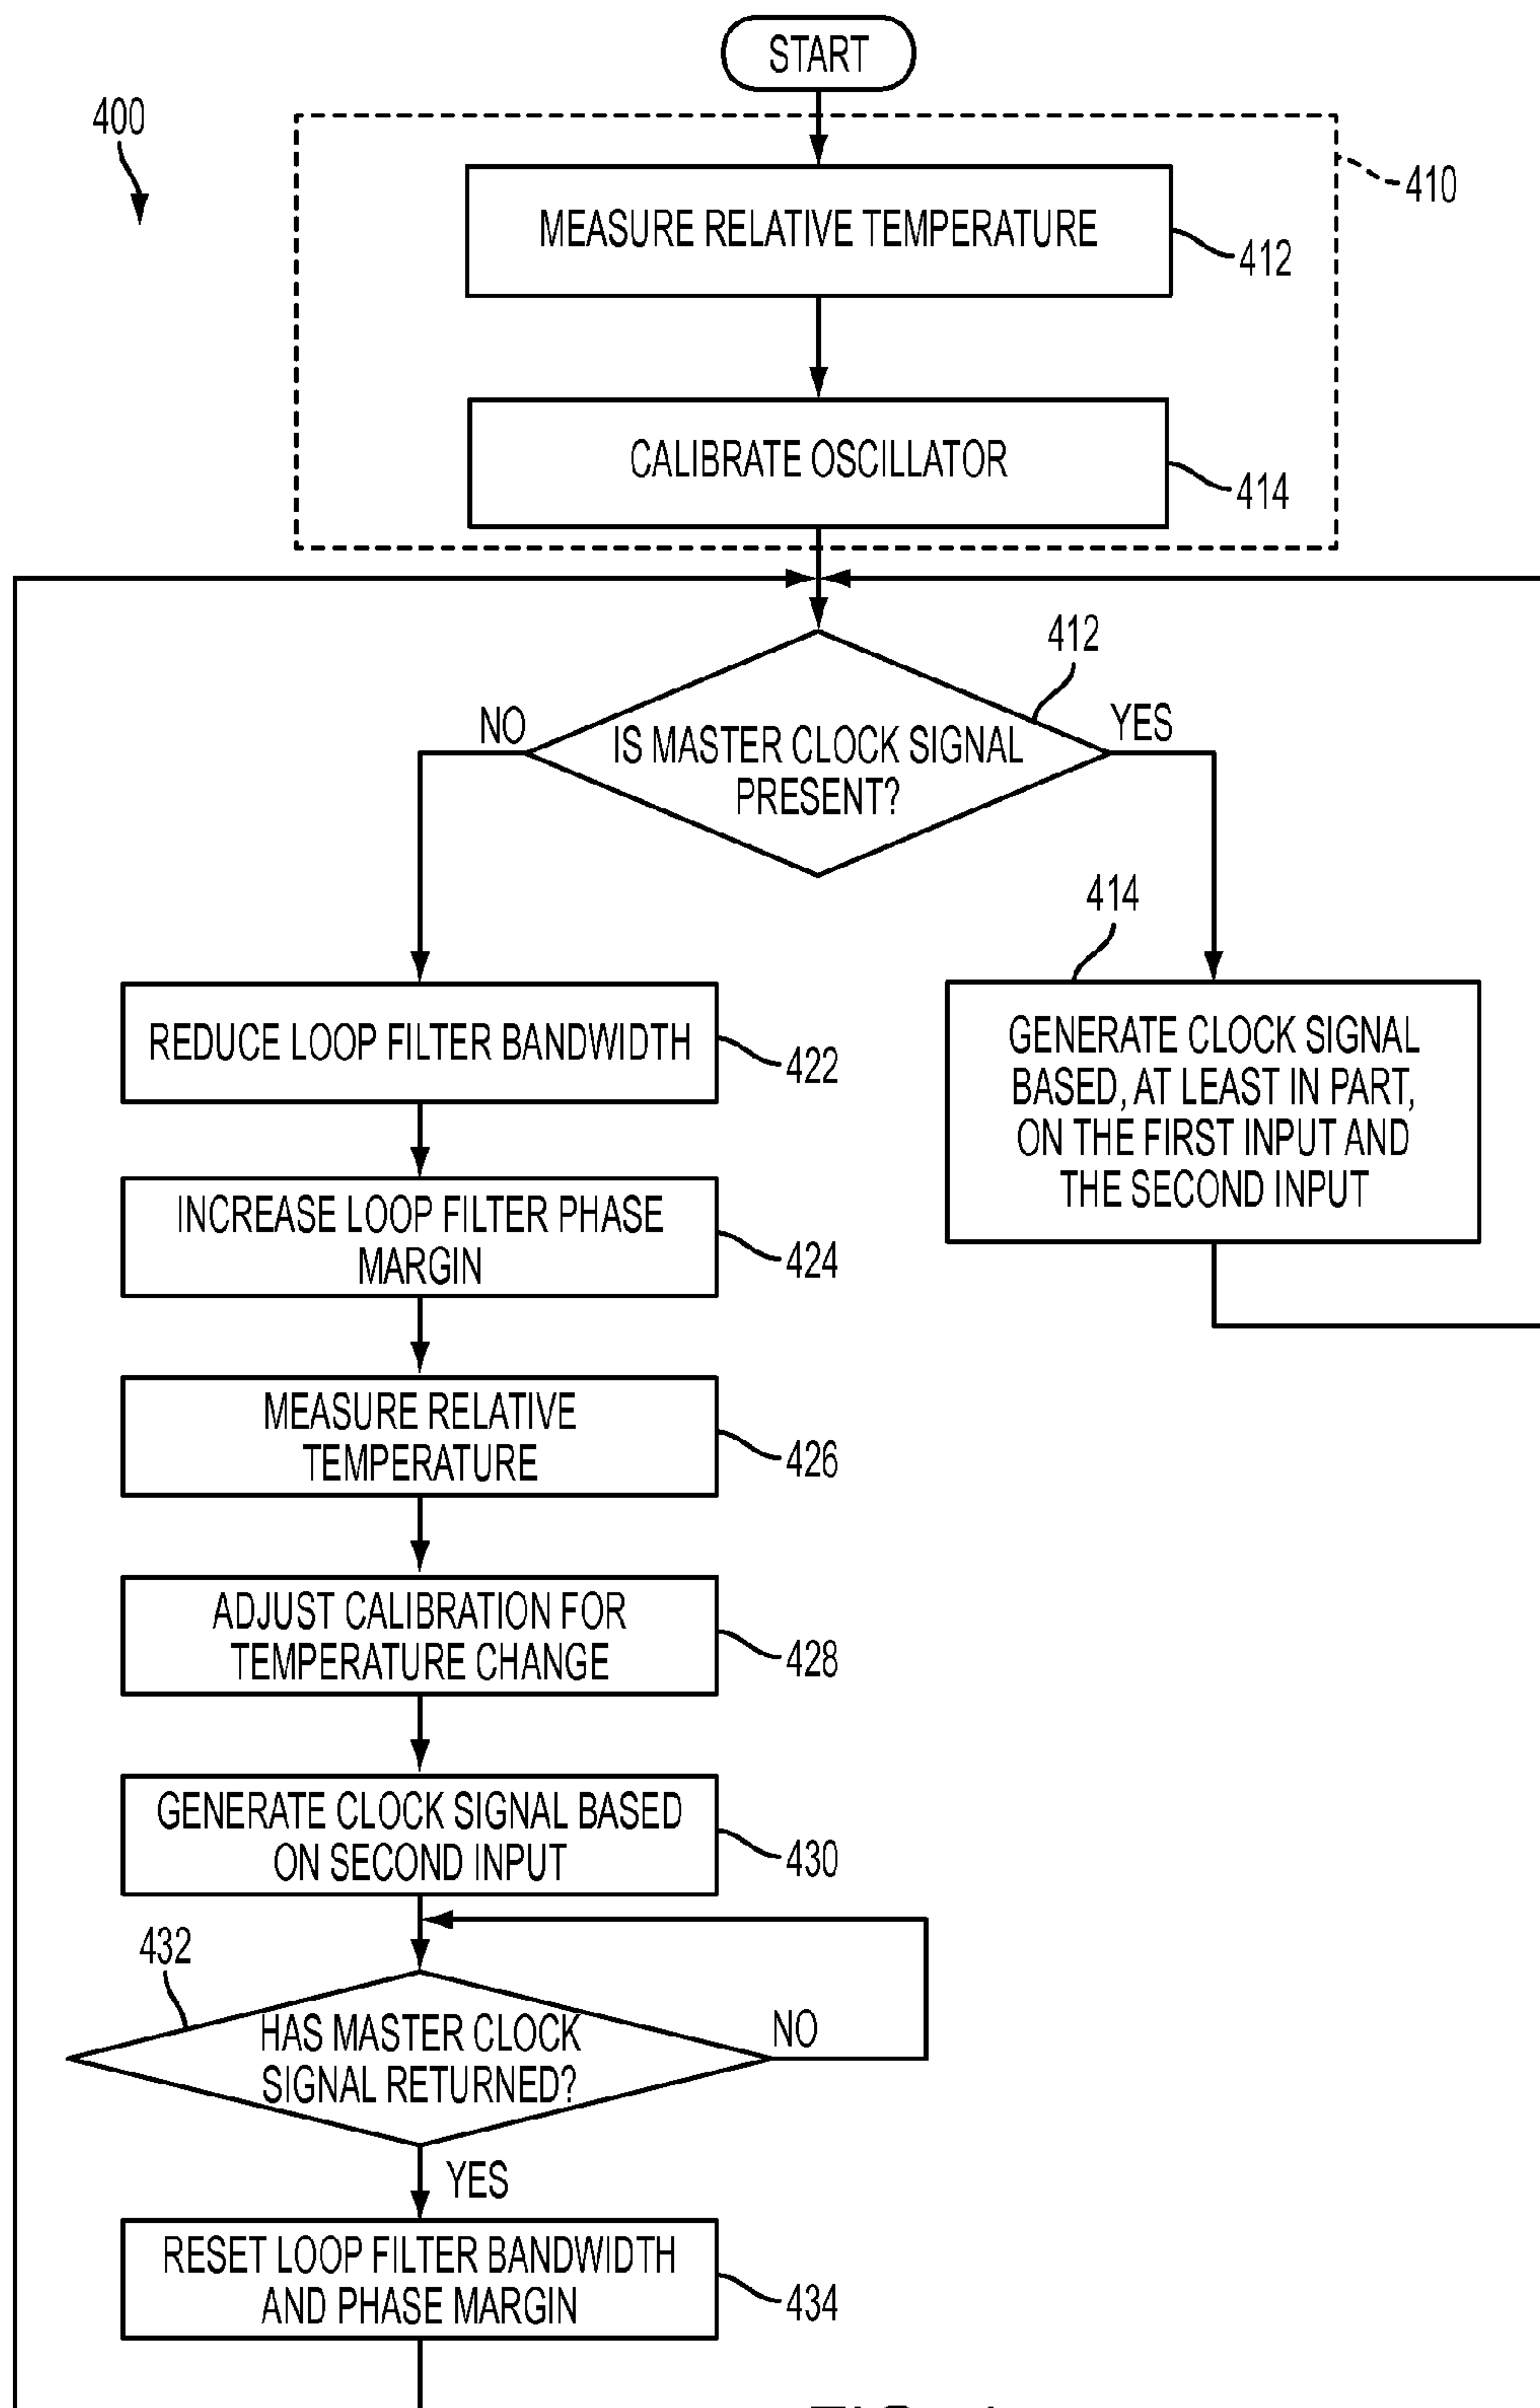 START
400
410
MEASURE RELATIVE TEMPERATURE
412
CALIBRATE OSCILLATOR
414
412
NO
YES
IS MASTER CLOCK SIGNAL
PRESENT?
414
REDUCE LOOP FILTER BANDWIDTH
422
GENERATE CLOCK SIGNAL
BASED, AT LEAST IN PART,
ON THE FIRST INPUT AND
THE SECOND INPUT
INCREASE LOOP FILTER PHASE
MARGIN
424
MEASURE RELATIVE
TEMPERATURE
426
ADJUST CALIBRATION FOR
TEMPERATURE CHANGE
428
GENERATE CLOCK SIGNAL BASED
ON SECOND INPUT
430
432
HAS MASTER CLOCK
SIGNAL RETURNED?
NO
YES
RESET LOOP FILTER BANDWIDTH
AND PHASE MARGIN
434